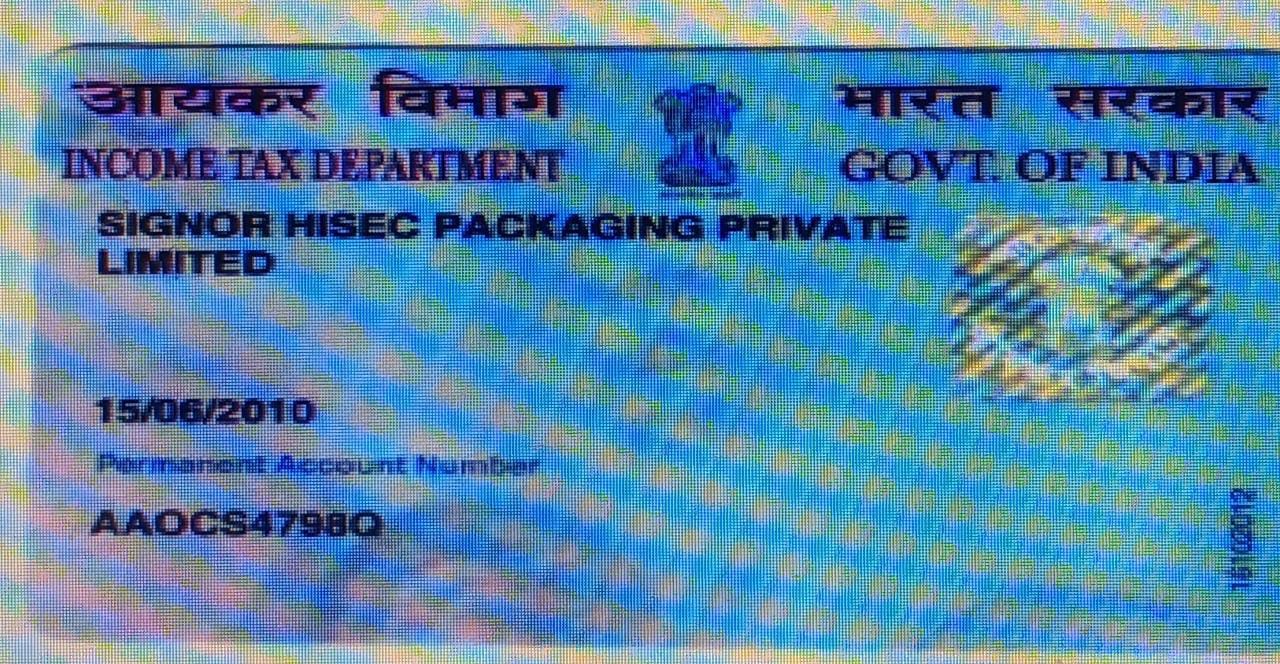 आयकर विभाग
भारत सरकार
INCOME TAX DEPARTMENT
GOVT. OF INDIA
SIGNOR HISEC PACKAGING PRIVATE
LIMITED
15/06/2010
Permanent Account Number
AAOCS4798Q